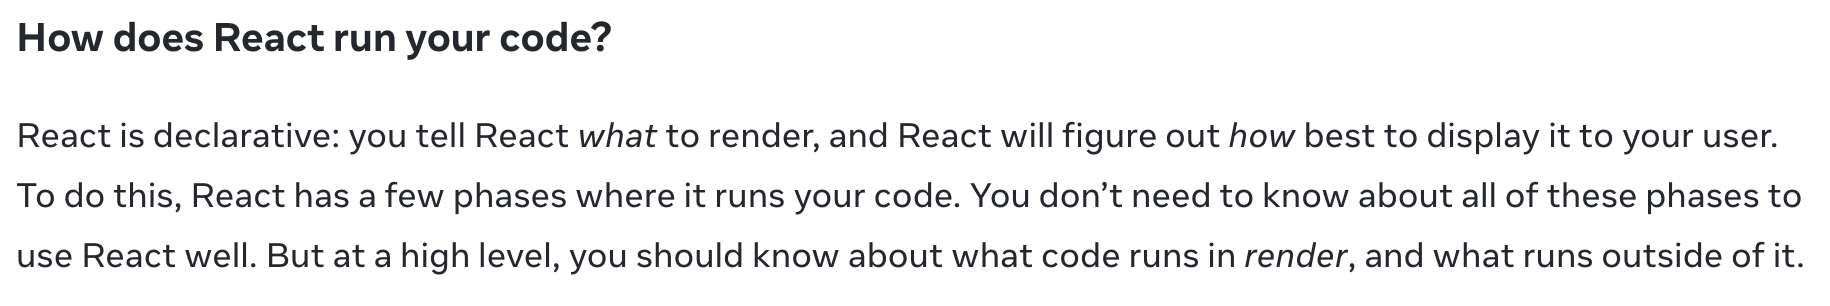 How does React run your code?
React is declarative: you tell React what to render, and React will figure out how best to display it to your user.
To do this, React has a few phases where it runs your code. You don’t need to know about all of these phases to
use React well. But at a high level, you should know about what code runs in render, and what runs outside of it.